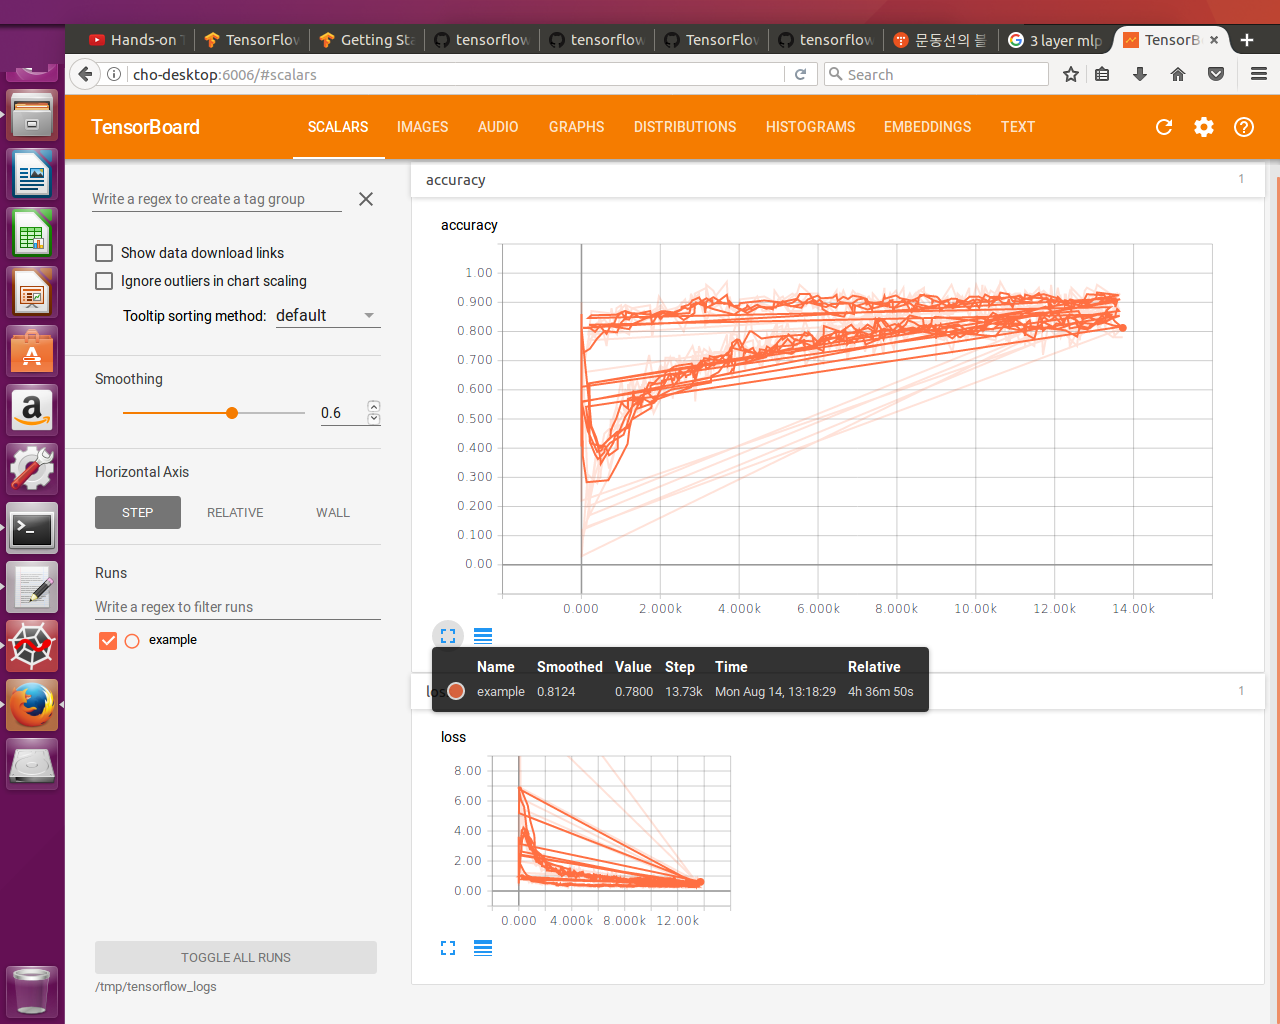 Hands-on T
TensorFlow
Getting Sta
tensorflow
tensorflow
TensorFlow
tensorflow
문동선의 블
3 layer mlp
TensorB
cho-desktop:6006/#scalars
Search
TensorBoard
SCALARS
IMAGES
AUDIO
GRAPHS
DISTRIBUTIONS
HISTOGRAMS
EMBEDDINGS
TEXT
Write a regex to create a tag group
Show data download links
Ignore outliers in chart scaling
Tooltip sorting method: default
Smoothing
0.6
Horizontal Axis
STEP RELATIVE WALL
Runs
Write a regex to filter runs
example
TOGGLE ALL RUNS
/tmp/tensorflow_logs
accuracy 1
accuracy
1.00
0.900
0.800
0.700
0.600
0.500
0.400
0.300
0.200
0.100
0.00
0.000 2.000k 4.000k 6.000k 8.000k 10.00k 12.00k 14.00k
Name Smoothed Value Step Time Relative
example 0.8124 0.7800 13.73k Mon Aug 14, 13:18:29 4h 36m 50s
1
loss
8.00
6.00
4.00
2.00
0.00
0.000 4.000k 8.000k 12.00k